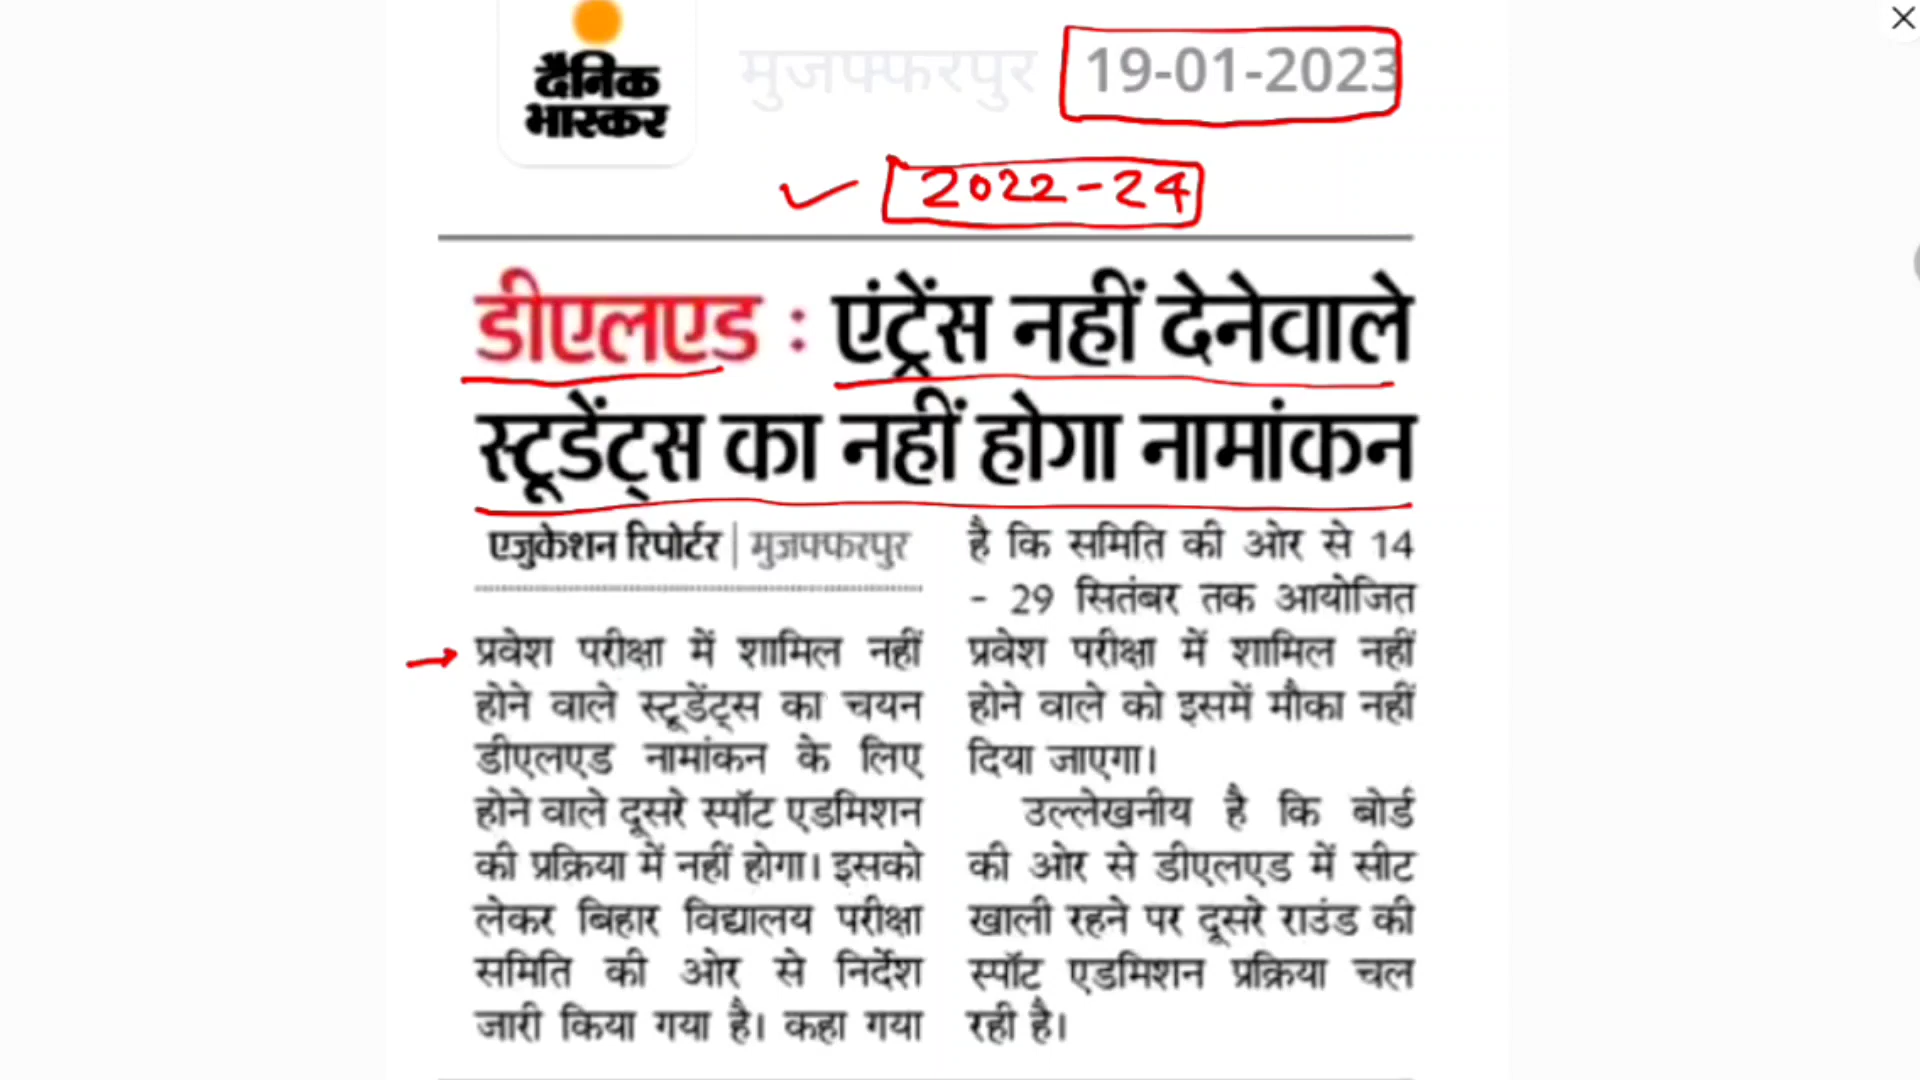 दैनिक
भास्कर
मुजफ्फरपुर 19-01-2023
2022-24
डीएलएड : एंट्रेंस नहीं देनेवाले
स्टूडेंट्स का नहीं होगा नामांकन
एजुकेशन रिपोर्टर | मुजफ्फरपुर
प्रवेश परीक्षा में शामिल नहीं
होने वाले स्टूडेंट्स का चयन
डीएलएड नामांकन के लिए
होने वाले दूसरे स्पॉट एडमिशन
की प्रक्रिया में नहीं होगा। इसको
लेकर बिहार विद्यालय परीक्षा
समिति की ओर से निर्देश
जारी किया गया है। कहा गया
है कि समिति की ओर से 14
- 29 सितंबर तक आयोजित
प्रवेश परीक्षा में शामिल नहीं
होने वाले को इसमें मौका नहीं
दिया जाएगा।
उल्लेखनीय है कि बोर्ड
की ओर से डीएलएड में सीट
खाली रहने पर दूसरे राउंड की
स्पॉट एडमिशन प्रक्रिया चल
रही है।